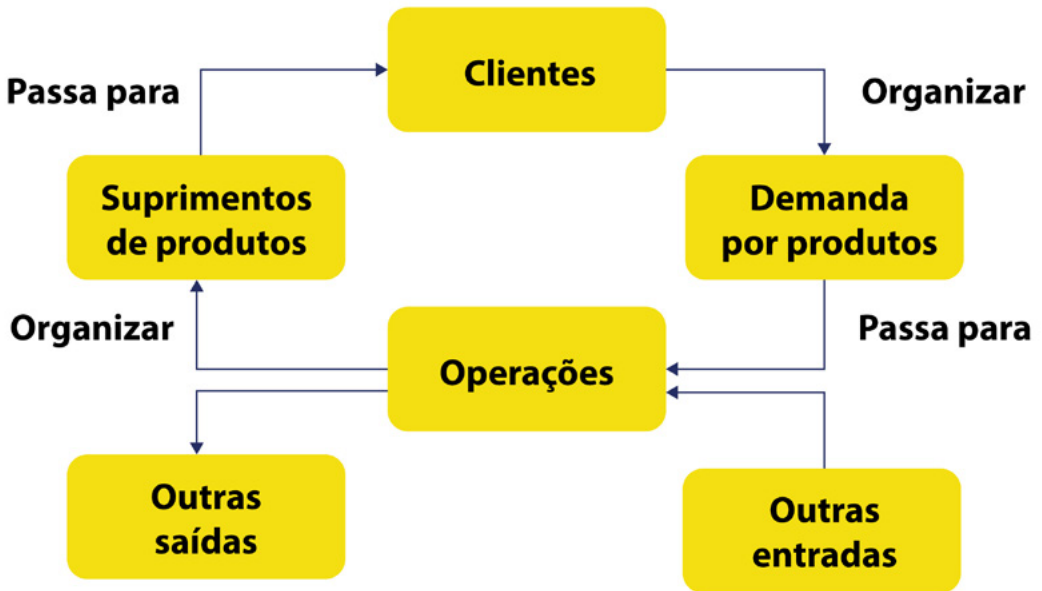 Clientes
Passa para
Organizar
Suprimentos
de produtos
Demanda
por produtos
Organizar
Passa para
Operações
Outras
saídas
Outras
entradas